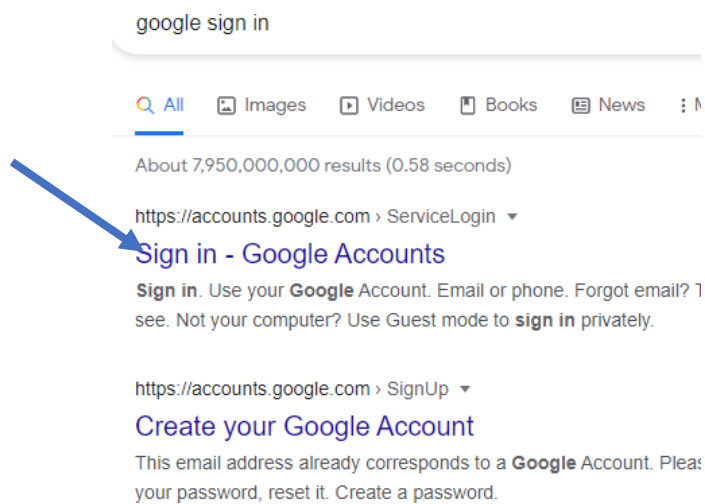 google sign in
All Images Videos Books News
About 7,950,000,000 results (0.58 seconds)
https://accounts.google.com › ServiceLogin
Sign in - Google Accounts
Sign in. Use your Google Account. Email or phone. Forgot email?
see. Not your computer? Use Guest mode to sign in privately.
https://accounts.google.com › SignUp
Create your Google Account
This email address already corresponds to a Google Account.
your password, reset it. Create a password.